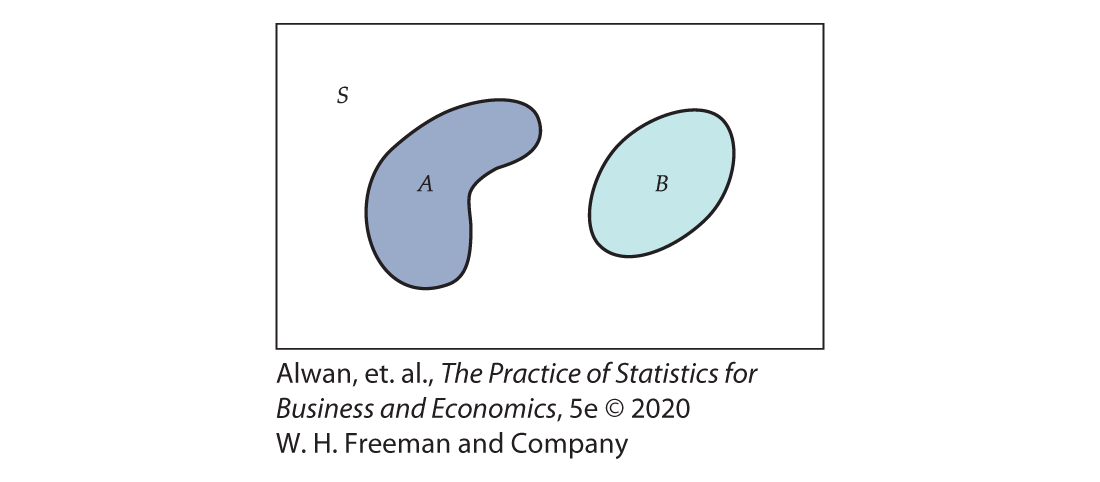 S
A
B
Alwan, et. al., The Practice of Statistics for
Business and Economics, 5e © 2020
W. H. Freeman and Company